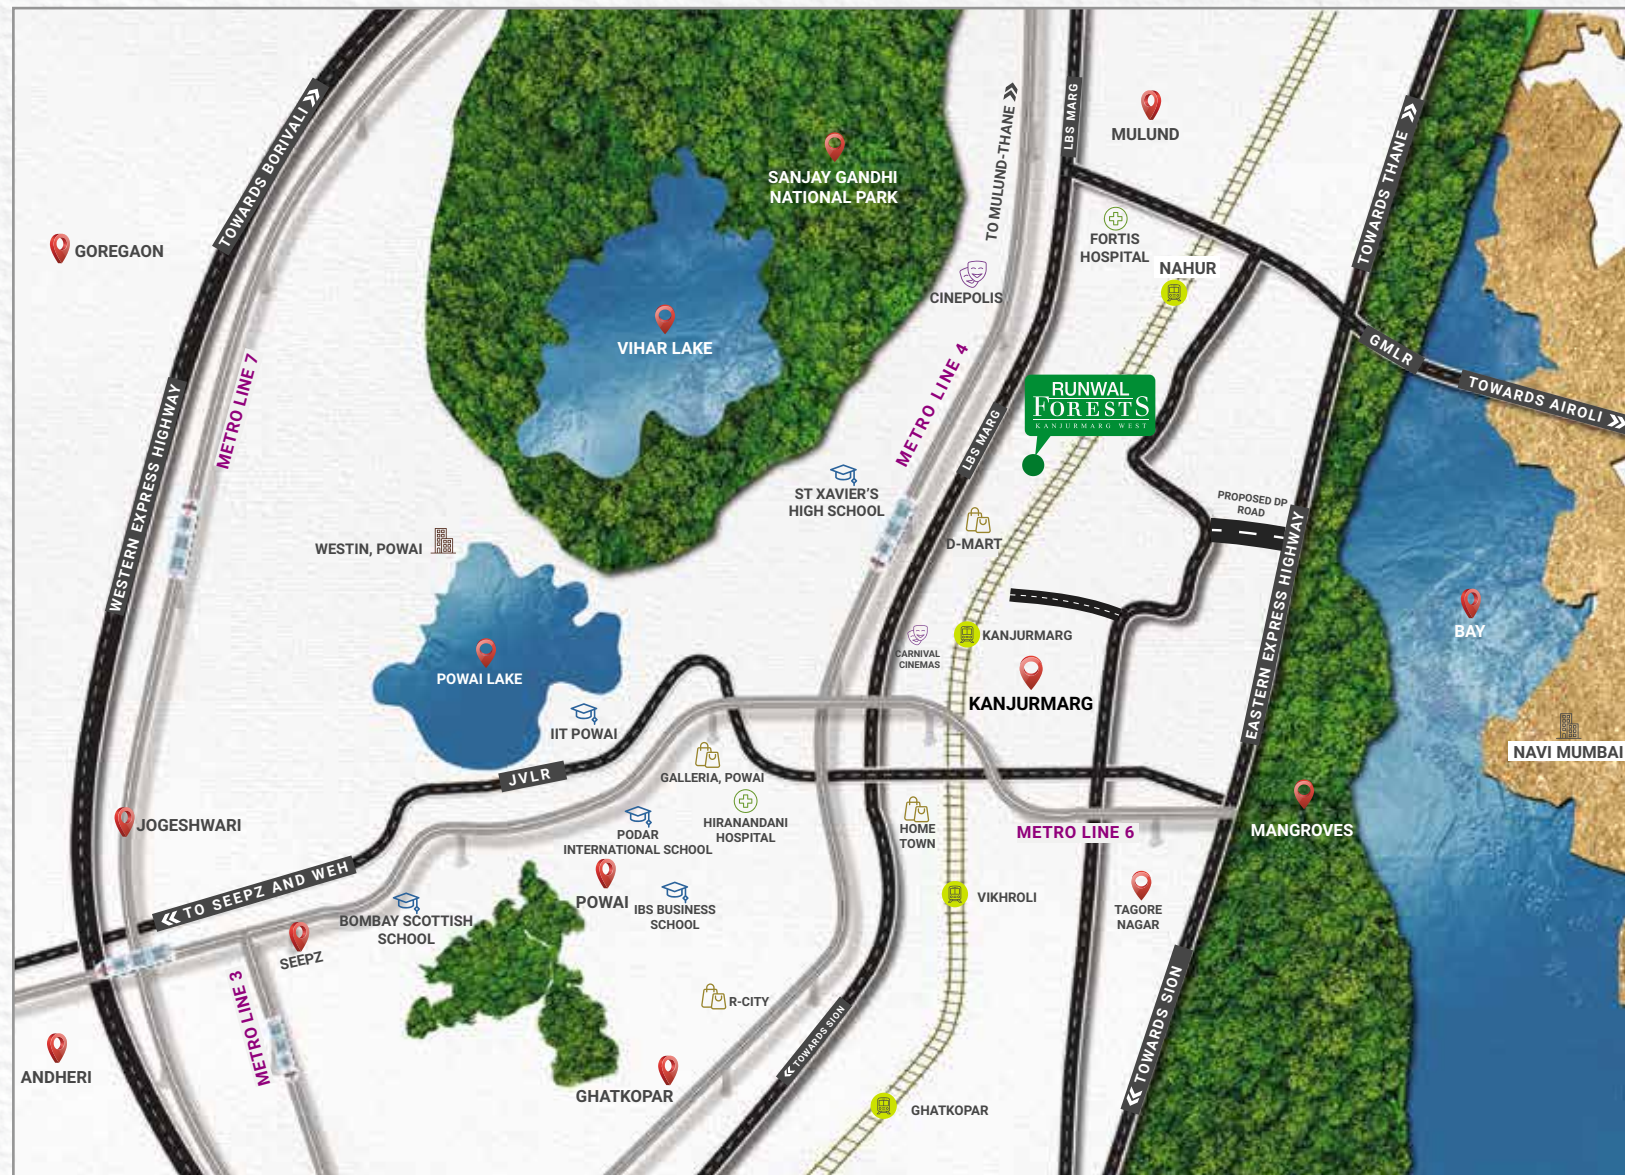 TOWARDS BORIVALI
LBS MARG
MULUND
TO MULUND-THANE
TOWARDS THANE
SANJAY GANDHI
NATIONAL PARK
GOREGAON
FORTIS
HOSPITAL
NAHUR
CINEPOLIS
VIHAR LAKE
METRO LINE 7
METRO LINE 4
GMLR
TOWARDS AIROLI
RUNWAL
FORESTS
KANJURMARG WEST
LBS MARG
WESTERN EXPRESS HIGHWAY
ST XAVIER'S
HIGH SCHOOL
PROPOSED DP
ROAD
D-MART
WESTIN, POWAI
EASTERN EXPRESS HIGHWAY
BAY
KANJURMARG
CARNIVAL
CINEMAS
POWAI LAKE
KANJURMARG
IIT POWAI
NAVI MUMBAI
JVLR
GALLERIA, POWAI
JOGESHWARI
PODAR
INTERNATIONAL SCHOOL
HIRANANDANI
HOSPITAL
HOME
TOWN
METRO LINE 6
MANGROVES
TO SEEPZ AND WEH
POWAI
IBS BUSINESS
SCHOOL
VIKHROLI
TAGORE
NAGAR
BOMBAY SCOTTISH
SCHOOL
SEEPZ
METRO LINE 3
R-CITY
TOWARDS SION
TOWARDS SION
ANDHERI
GHATKOPAR
GHATKOPAR